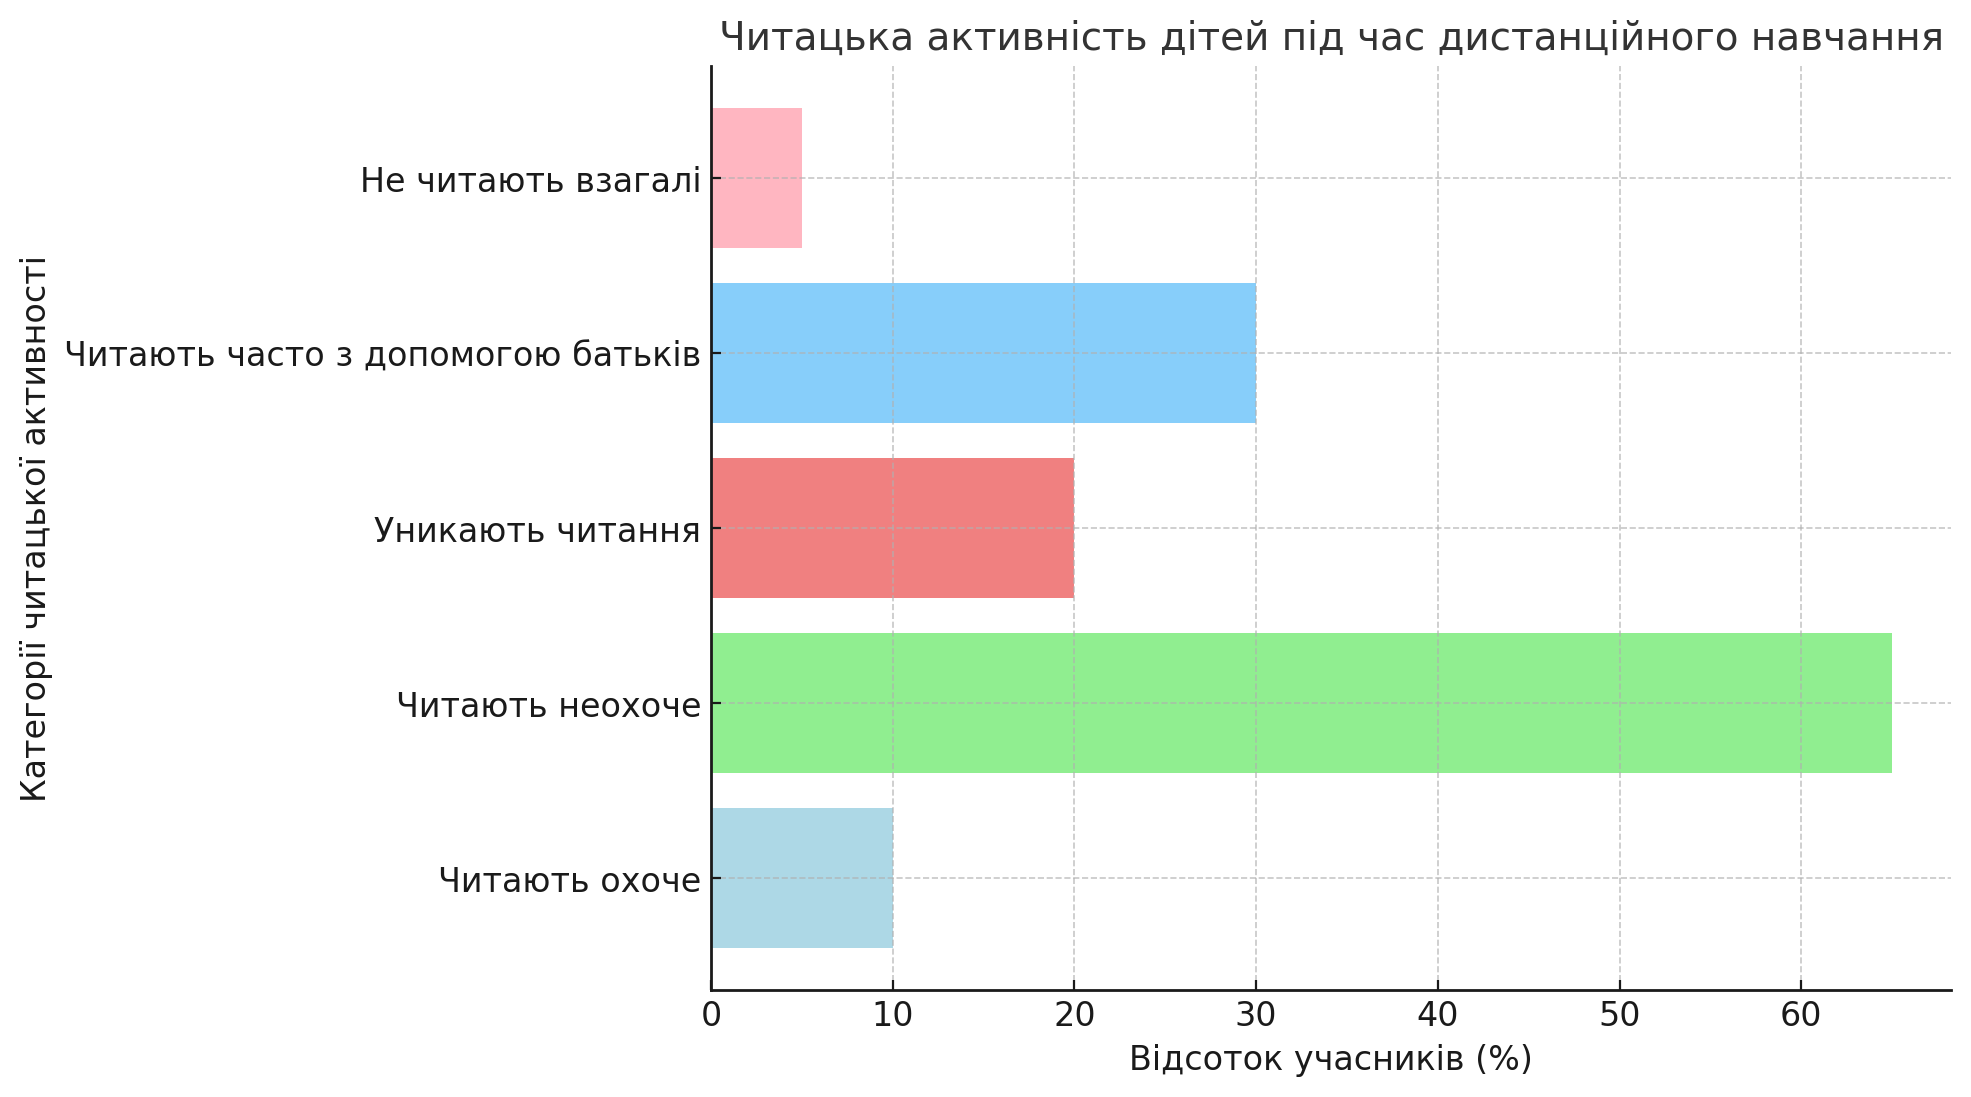 Читацька активність дітей під час дистанційного навчання
Категорії читацької активності
Не читають взагалі
Читають часто з допомогою батьків
Уникають читання
Читають неохоче
Читають охоче
0 10 20 30 40 50 60
Відсоток учасників (%)